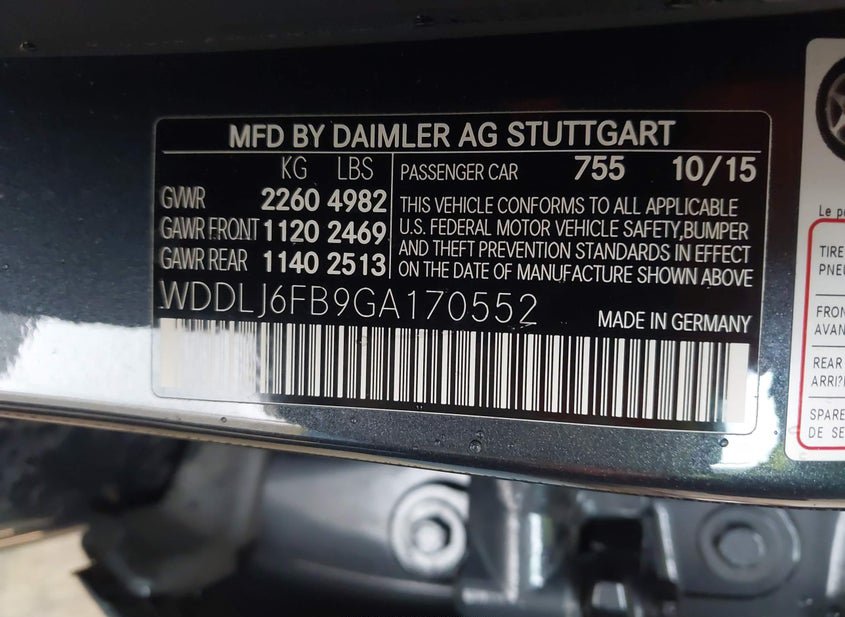 MFD BY DAIMLER AG STUTTGART
KG LBS
GVWR 2260 4982
GAWR FRONT 1120 2469
GAWR REAR 1140 2513
PASSENGER CAR 755 10/15
THIS VEHICLE CONFORMS TO ALL APPLICABLE
U.S. FEDERAL MOTOR VEHICLE SAFETY,BUMPER
AND THEFT PREVENTION STANDARDS IN EFFECT
ON THE DATE OF MANUFACTURE SHOWN ABOVE
WDDLJ6FB9GA170552
MADE IN GERMANY
Le
TIRE
PNEU
FRON
AVAN
REAR
ARRI?
SPARE
DE SE